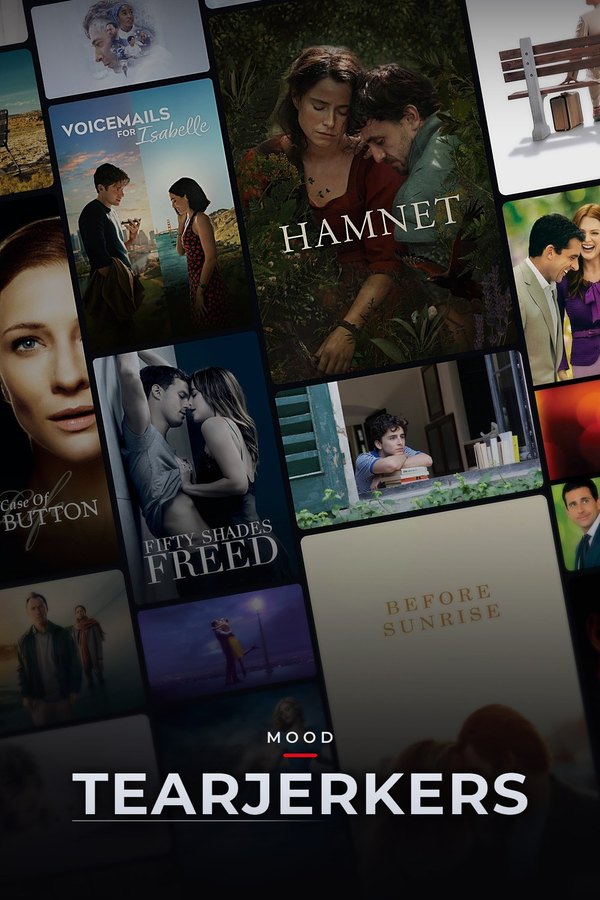 VOICEMAILS
FOR Isabelle
HAMNET
Case Of
BUTTON
FIFTY SHADES
FREED
BEFORE
SUNRISE
MOOD
TEARJERKERS